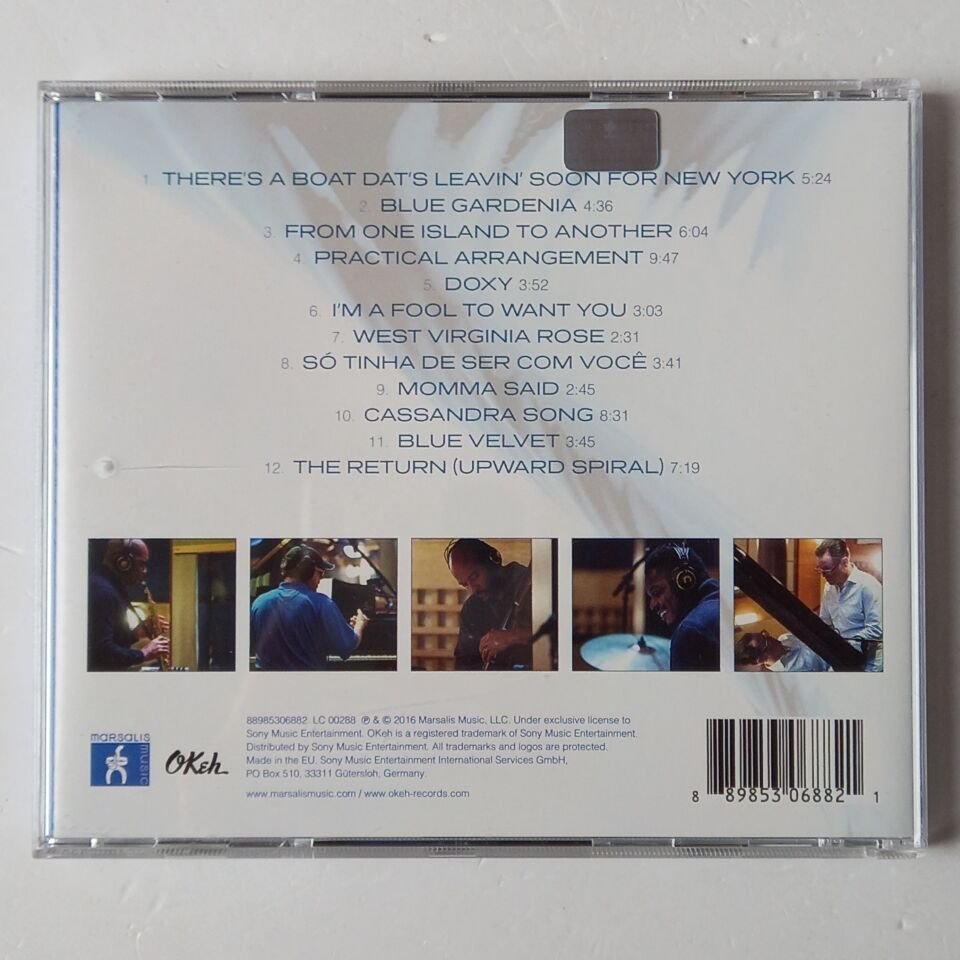 1. THERE'S A BOAT DAT'S LEAVIN' SOON FOR NEW YORK 5:24
2. BLUE GARDENIA 4:36
3. FROM ONE ISLAND TO ANOTHER 6:04
4. PRACTICAL ARRANGEMENT 9:47
5. DOXY 3:52
6. I'M A FOOL TO WANT YOU 3:03
7. WEST VIRGINIA ROSE 2:31
8. SÓ TINHA DE SER COM VOCÊ 3:41
9. MOMMA SAID 2:45
10. CASSANDRA SONG 8:31
11. BLUE VELVET 3:45
12. THE RETURN (UPWARD SPIRAL) 7:19
marsalis
music
OKeh
88985306882 LC 00288 ℗ & © 2016 Marsalis Music, LLC. Under exclusive license to
Sony Music Entertainment. OKeh is a registered trademark of Sony Music Entertainment.
Distributed by Sony Music Entertainment. All trademarks and logos are protected.
Made in the EU. Sony Music Entertainment International Services GmbH,
PO Box 510, 33311 Gütersloh, Germany.
www.marsalismusic.com / www.okeh-records.com
8 89853 06882 1